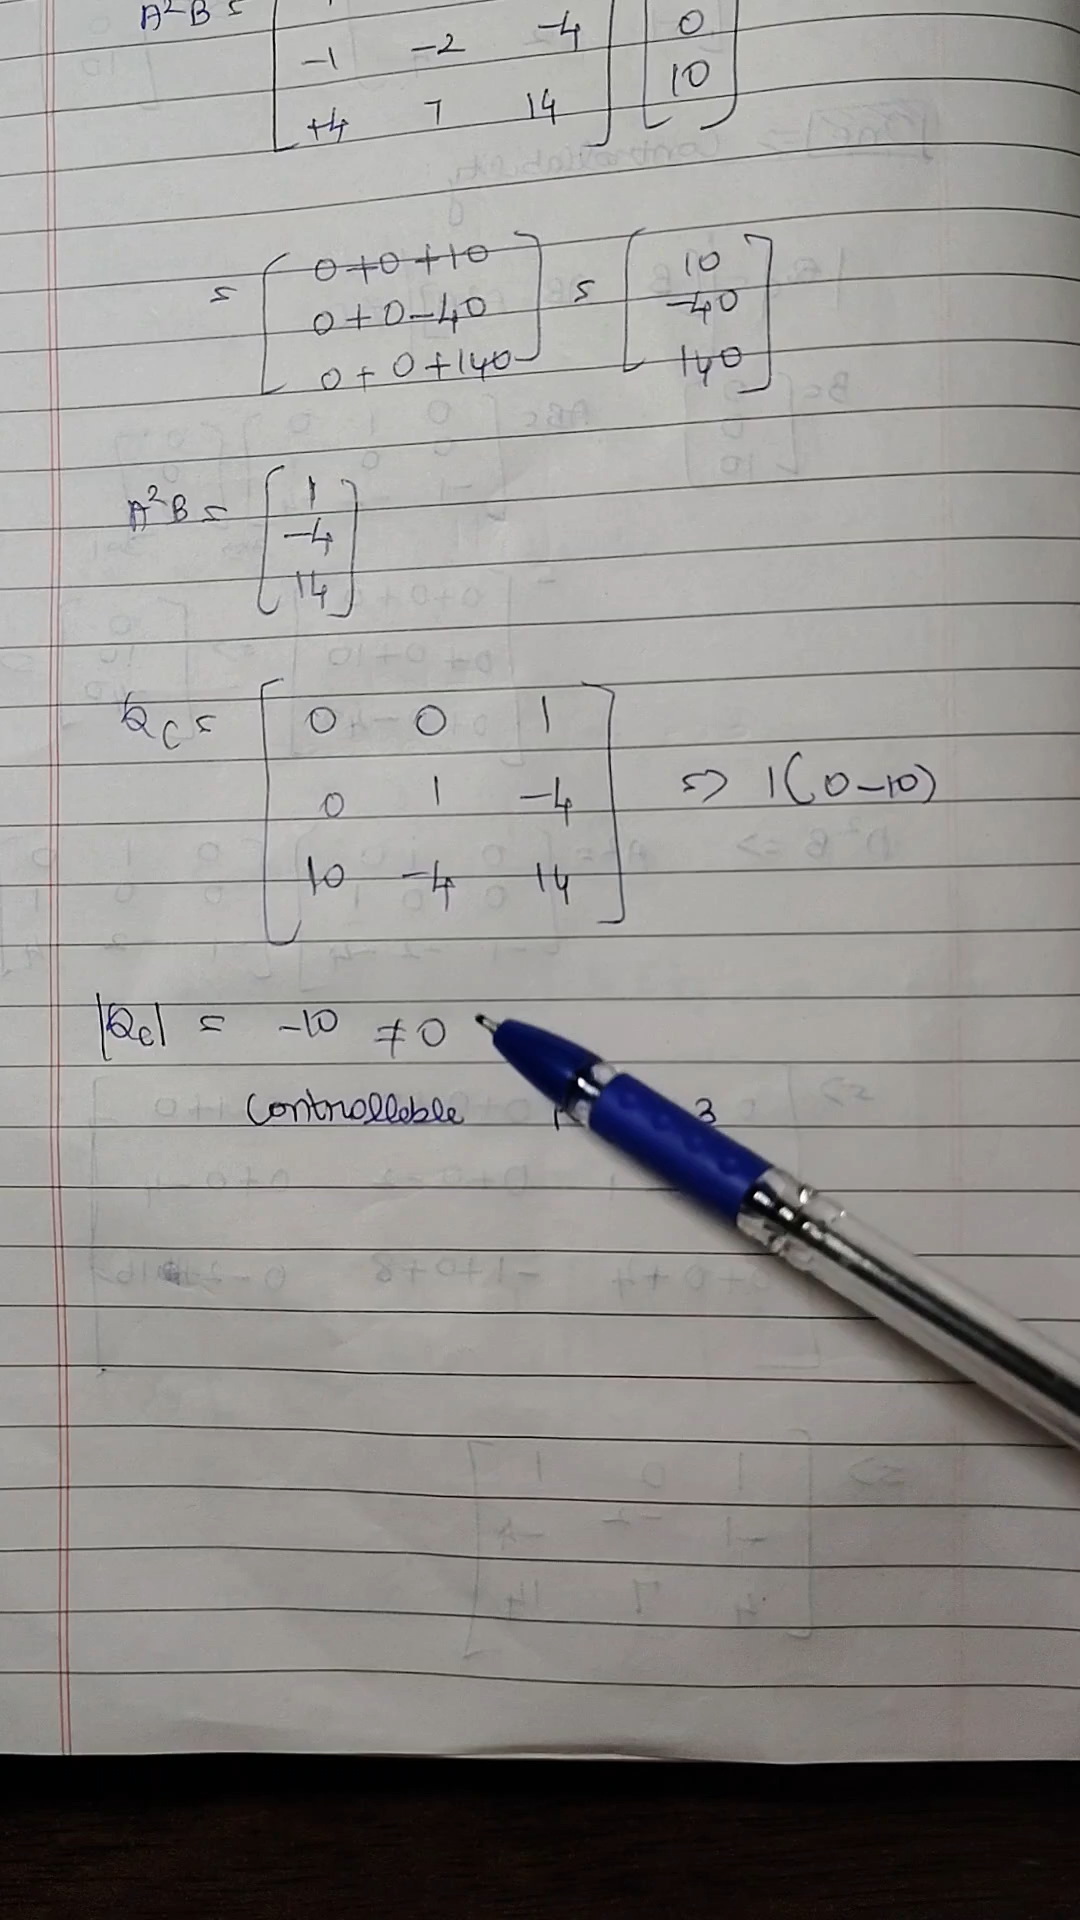 A²B =
-1 -2 -4 0
+4 7 14 10
= [0+0+10] = [10]
0+0-40 -40
0+0+140 140
A²B = [1]
-4
14
Qc = [0 0 1]
0 1 -4 => 1(0-10)
10 -4 14
|Qc| = -10 ≠0
Controlleble 3